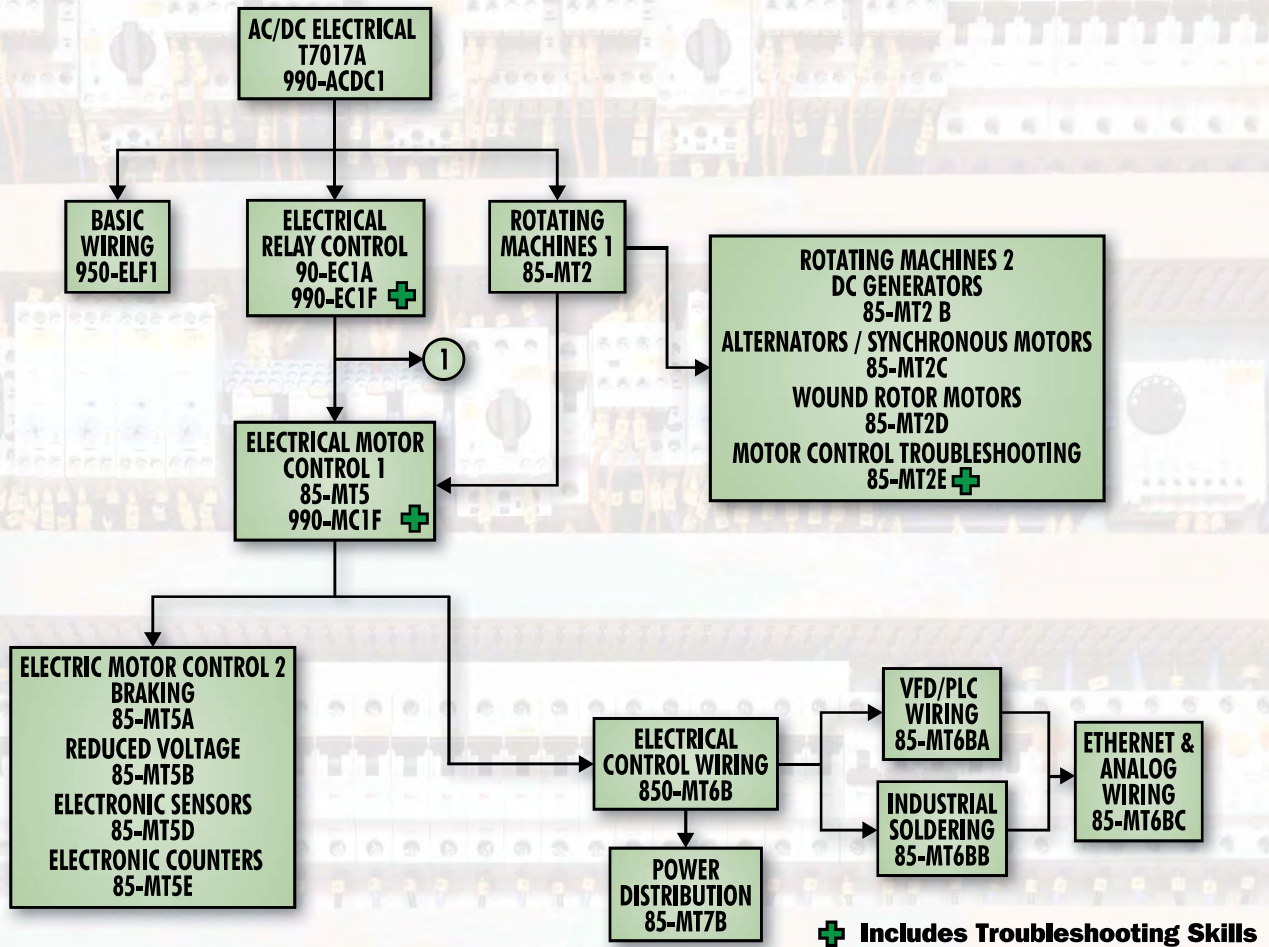 AC/DC ELECTRICAL
T7017A
990-ACDC1
BASIC
WIRING
950-ELF1
ELECTRICAL
RELAY CONTROL
90-EC1A
990-EC1F
ROTATING
MACHINES 1
85-MT2
ROTATING MACHINES 2
DC GENERATORS
85-MT2 B
ALTERNATORS / SYNCHRONOUS MOTORS
85-MT2C
WOUND ROTOR MOTORS
85-MT2D
MOTOR CONTROL TROUBLESHOOTING
85-MT2E
1
ELECTRICAL MOTOR
CONTROL 1
85-MT5
990-MC1F
ELECTRIC MOTOR CONTROL 2
BRAKING
85-MT5A
REDUCED VOLTAGE
85-MT5B
ELECTRONIC SENSORS
85-MT5D
ELECTRONIC COUNTERS
85-MT5E
ELECTRICAL
CONTROL WIRING
850-MT6B
VFD/PLC
WIRING
85-MT6BA
INDUSTRIAL
SOLDERING
85-MT6BB
ETHERNET &
ANALOG
WIRING
85-MT6BC
POWER
DISTRIBUTION
85-MT7B
Includes Troubleshooting Skills